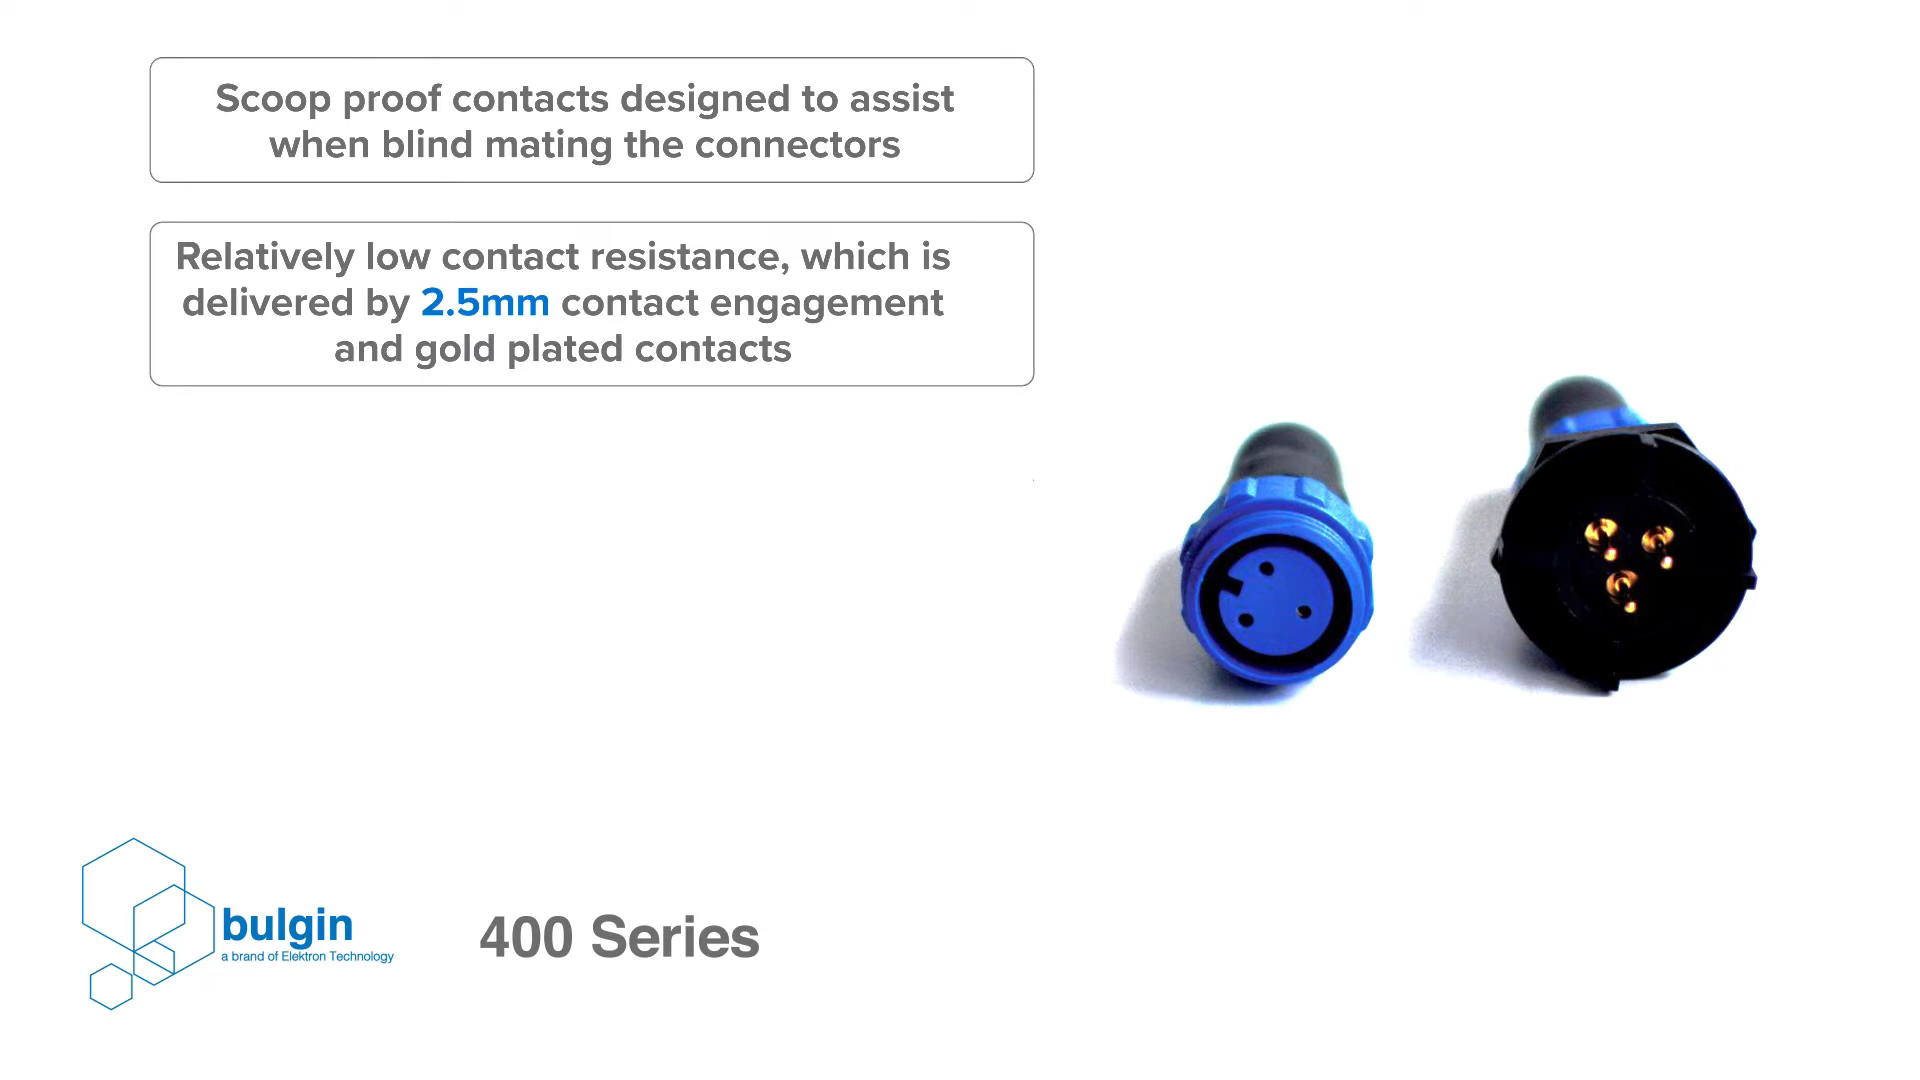 Scoop proof contacts designed to assist
when blind mating the connectors
Relatively low contact resistance, which is
delivered by 2.5mm contact engagement
and gold plated contacts
bulgin
a brand of Elektron Technology
400 Series